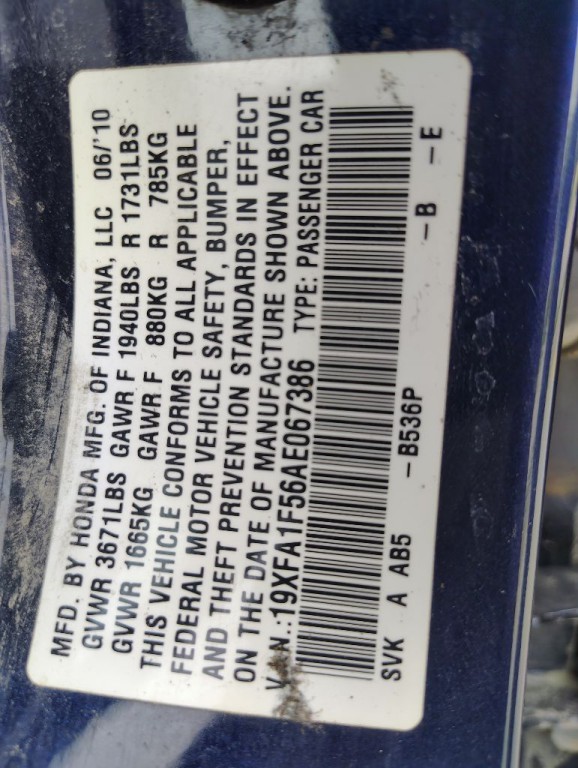 MFD. BY HONDA MFG. OF INDIANA, LLC 06/'10
GVWR 3671LBS GAWR F 1940LBS R 1731LBS
GVWR 1665KG GAWR F 880KG R 785KG
THIS VEHICLE CONFORMS TO ALL APPLICABLE
FEDERAL MOTOR VEHICLE SAFETY, BUMPER,
AND THEFT PREVENTION STANDARDS IN EFFECT
ON THE DATE OF MANUFACTURE SHOWN ABOVE.
V.I.N.:19XFA1F56AE067386 TYPE: PASSENGER CAR
SVK A AB5 -B536P -B -E